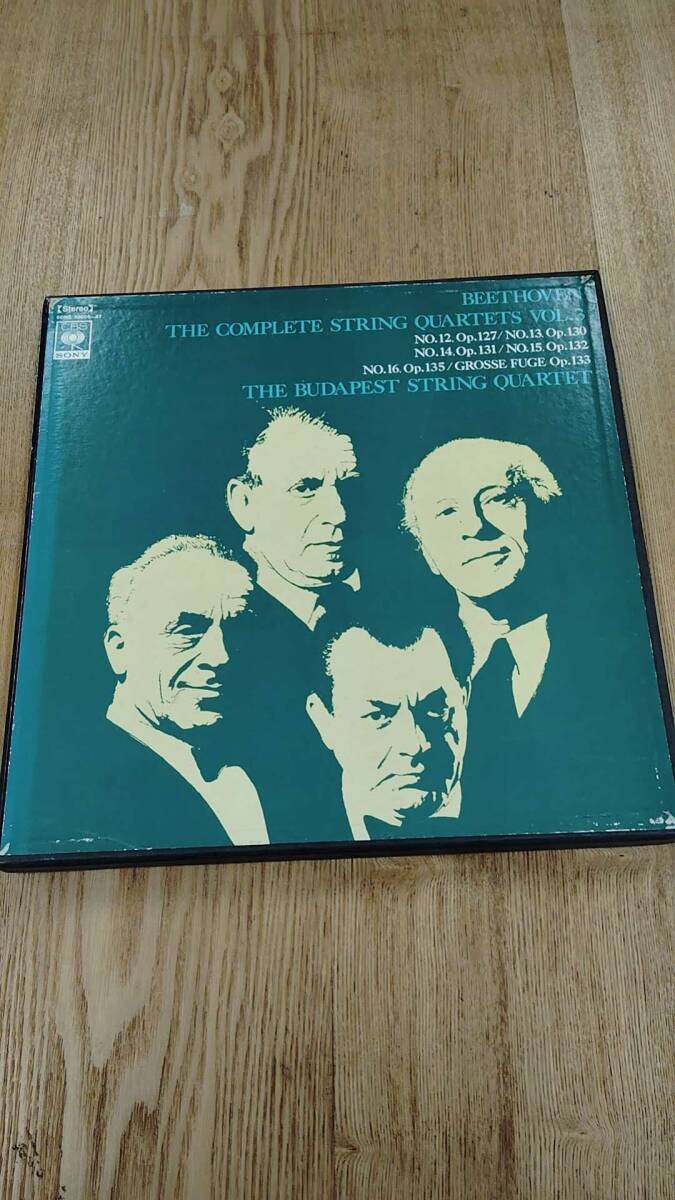 【Stereo】
CBS
SONY
BEETHOVEN
THE COMPLETE STRING QUARTETS VOL.3
NO.12. Op.127/NO.13. Op.130
NO.14. Op.131/NO.15. Op.132
NO.16. Op.135/GROSSE FUGE Op.133
THE BUDAPEST STRING QUARTET